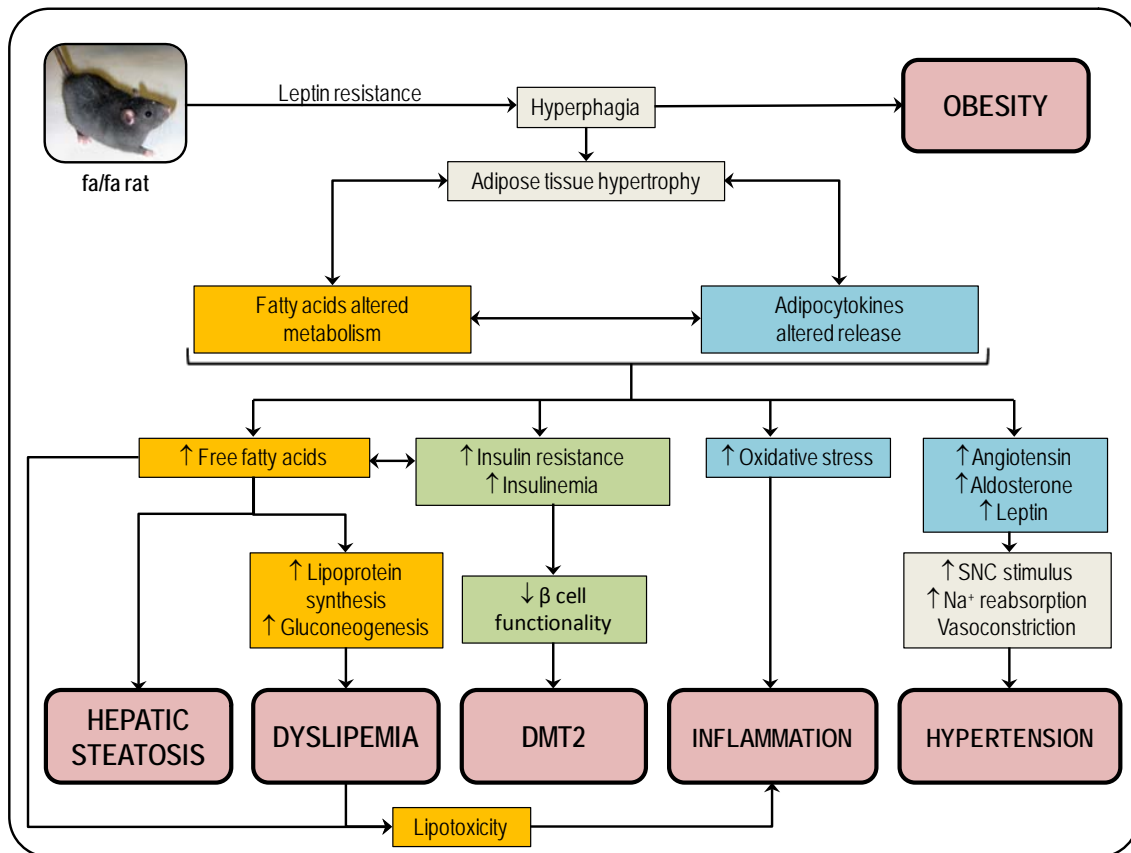 Leptin resistance
Hyperphagia
OBESITY
fa/fa rat
Adipose tissue hypertrophy
Fatty acids altered
metabolism
Adipocytokines
altered release
↑ Free fatty acids
↑ Insulin resistance
↑ Insulinemia
↑ Oxidative stress
↑ Angiotensin
↑ Aldosterone
↑ Leptin
↑ Lipoprotein
synthesis
↑ Gluconeogenesis
↓ β cell
functionality
↑ SNC stimulus
↑ Na⁺ reabsorption
Vasoconstriction
HEPATIC
STEATOSIS
DYSLIPEMIA
DMT2
INFLAMMATION
HYPERTENSION
Lipotoxicity